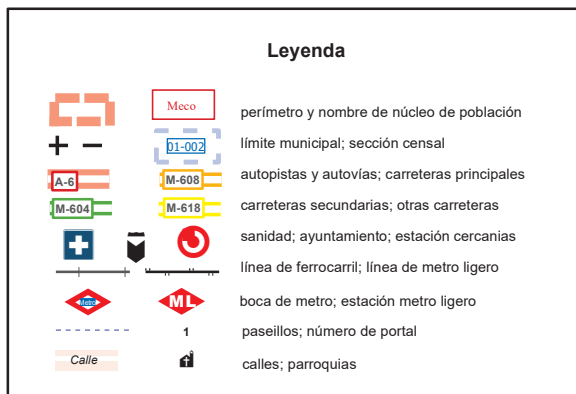 Leyenda
Meco perímetro y nombre de núcleo de población
01-002 límite municipal; sección censal
A-6 M-608 autopistas y autovías; carreteras principales
M-604 M-618 carreteras secundarias; otras carreteras
sanidad; ayuntamiento; estación cercanias
línea de ferrocarril; línea de metro ligero
Metro ML boca de metro; estación metro ligero
1 paseillos; número de portal
Calle calles; parroquias